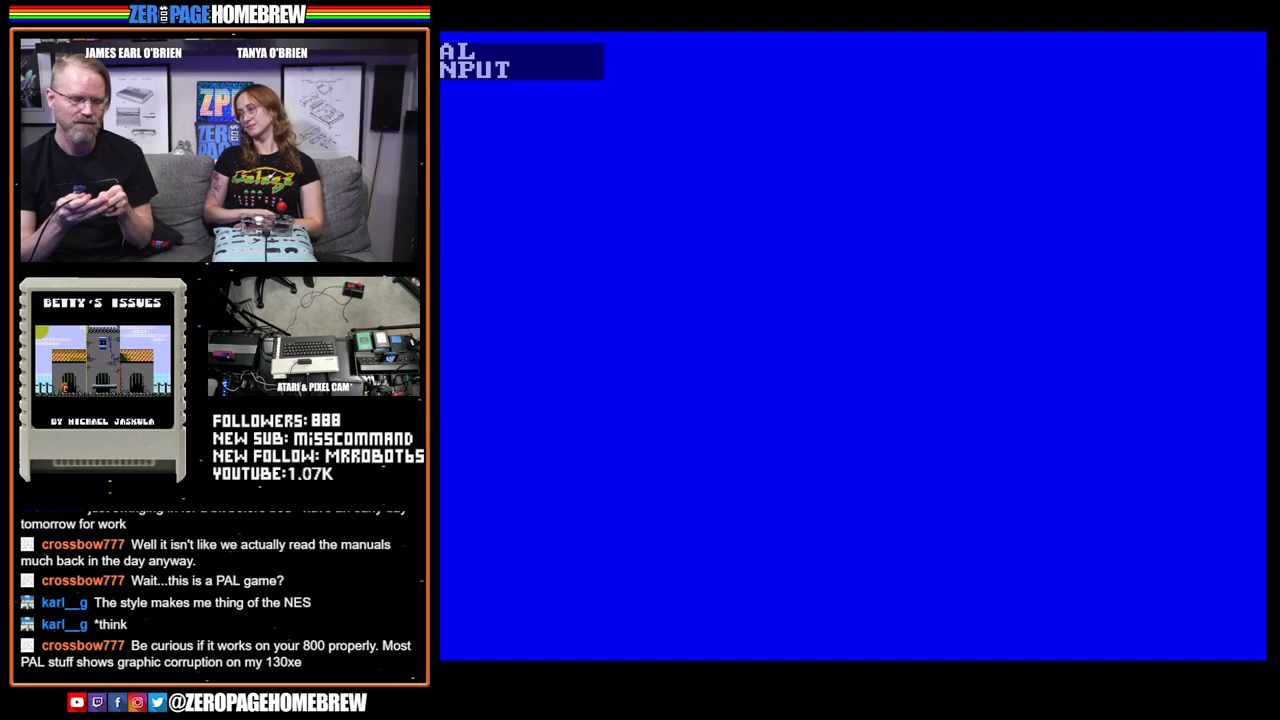 ZERO PAGE HOMEBREW
JAMES EARL O'BRIEN
TANYA O'BRIEN
AL
NPUT
BETTY'S ISSUES
BY MICHAEL JASKULA
ATARI & PIXEL CAM
FOLLOWERS: 888
NEW SUB: MISSCOMMAND
NEW FOLLOW: MRROBOT65
YOUTUBE:1.07K
tomorrow for work
crossbow777 Well it isn't like we actually read the manuals
much back in the day anyway.
crossbow777 Wait...this is a PAL game?
karl__g The style makes me thing of the NES
karl__g *think
crossbow777 Be curious if it works on your 800 properly. Most
PAL stuff shows graphic corruption on my 130xe
@ZEROPAGEHOMEBREW